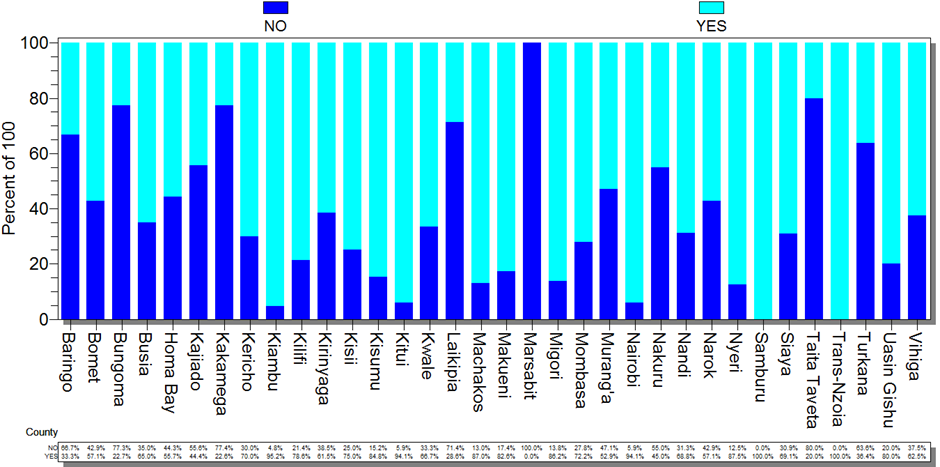 NO YES
Percent of 100
100
80
60
40
20
0
Baringo
Bomet
Bungoma
Busia
Homa Bay
Kajiado
Kakamega
Kericho
Kiambu
Kilifi
Kirinyaga
Kisii
Kisumu
Kitui
Kwale
Laikipia
Machakos
Makueni
Marsabit
Migori
Mombasa
Murang'a
Nairobi
Nakuru
Nandi
Narok
Nyeri
Samburu
Siaya
Taita Taveta
Trans-Nzoia
Turkana
Uasin Gishu
Vihiga
County
NO 66.7% 42.9% 77.3% 35.0% 44.3% 55.6% 77.4% 30.0% 4.8% 21.4% 38.5% 25.0% 15.2% 5.9% 33.3% 71.4% 13.0% 17.4% 100.0% 13.8% 27.8% 47.1% 5.9% 55.0% 31.3% 42.9% 12.5% 0.0% 30.9% 80.0% 0.0% 63.6% 20.0% 37.5%
YES 33.3% 57.1% 22.7% 65.0% 55.7% 44.4% 22.6% 70.0% 95.2% 78.6% 61.5% 75.0% 84.8% 94.1% 66.7% 28.6% 87.0% 82.6% 0.0% 86.2% 72.2% 52.9% 94.1% 45.0% 68.8% 57.1% 87.5% 100.0% 69.1% 20.0% 100.0% 36.4% 80.0% 62.5%